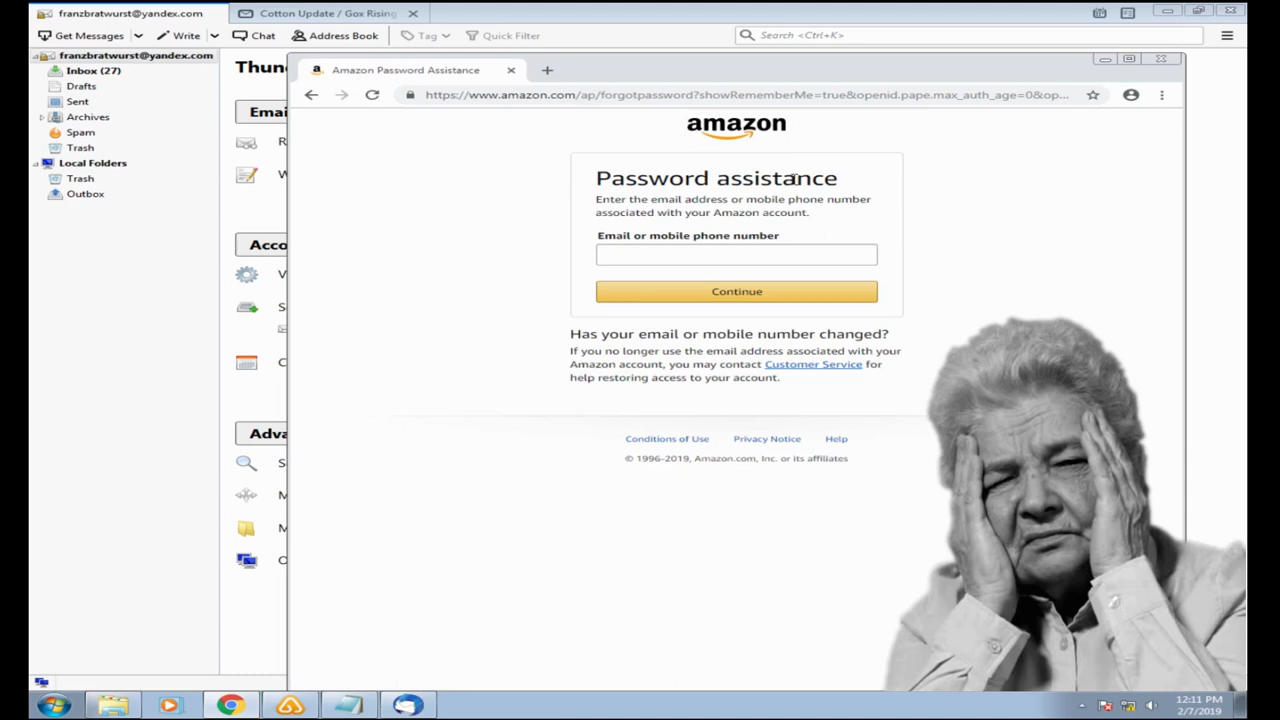 franzbratwurst@yandex.com
Cotton Update / Gox Rising
Get Messages
Write
Chat
Address Book
Tag
Quick Filter
Search <Ctrl+K>
franzbratwurst@yandex.com
Inbox (27)
Drafts
Sent
Archives
Spam
Trash
Local Folders
Trash
Outbox
Thun
Emai
R
W
Acco
V
S
C
Adva
S
M
M
O
Amazon Password Assistance
https://www.amazon.com/ap/forgotpassword?showRememberMe=true&openid.pape.max_auth_age=0&op...
amazon
Password assistance
Enter the email address or mobile phone number
associated with your Amazon account.
Email or mobile phone number
Continue
Has your email or mobile number changed?
If you no longer use the email address associated with your
Amazon account, you may contact Customer Service for
help restoring access to your account.
Conditions of Use Privacy Notice Help
© 1996-2019, Amazon.com, Inc. or its affiliates
12:11 PM
2/7/2019